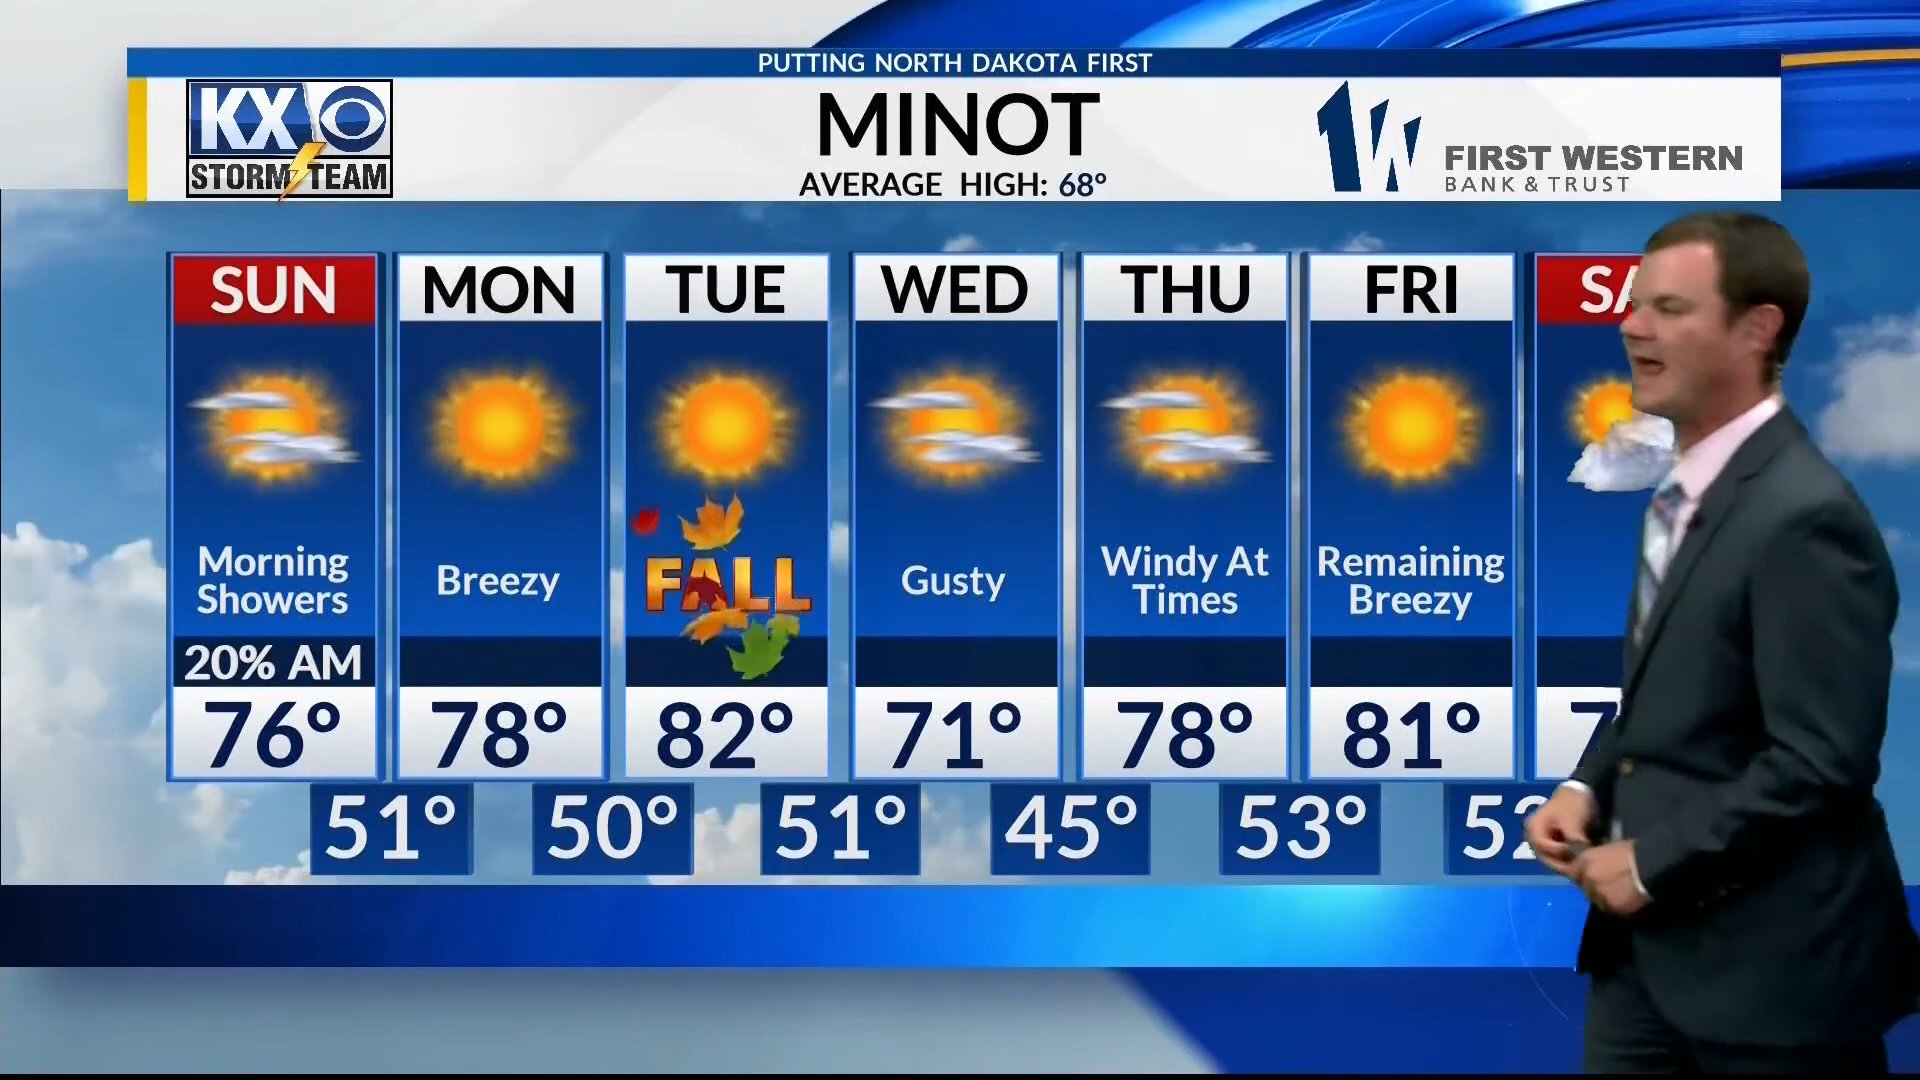 PUTTING NORTH DAKOTA FIRST
KX
STORM TEAM
MINOT
AVERAGE HIGH: 68°
1W
FIRST WESTERN
BANK & TRUST
SUN
MON
TUE
WED
THU
FRI
Morning
Showers
Breezy
FALL
Gusty
Windy At
Times
Remaining
Breezy
20% AM
76°
78°
82°
71°
78°
81°
51°
50°
51°
45°
53°